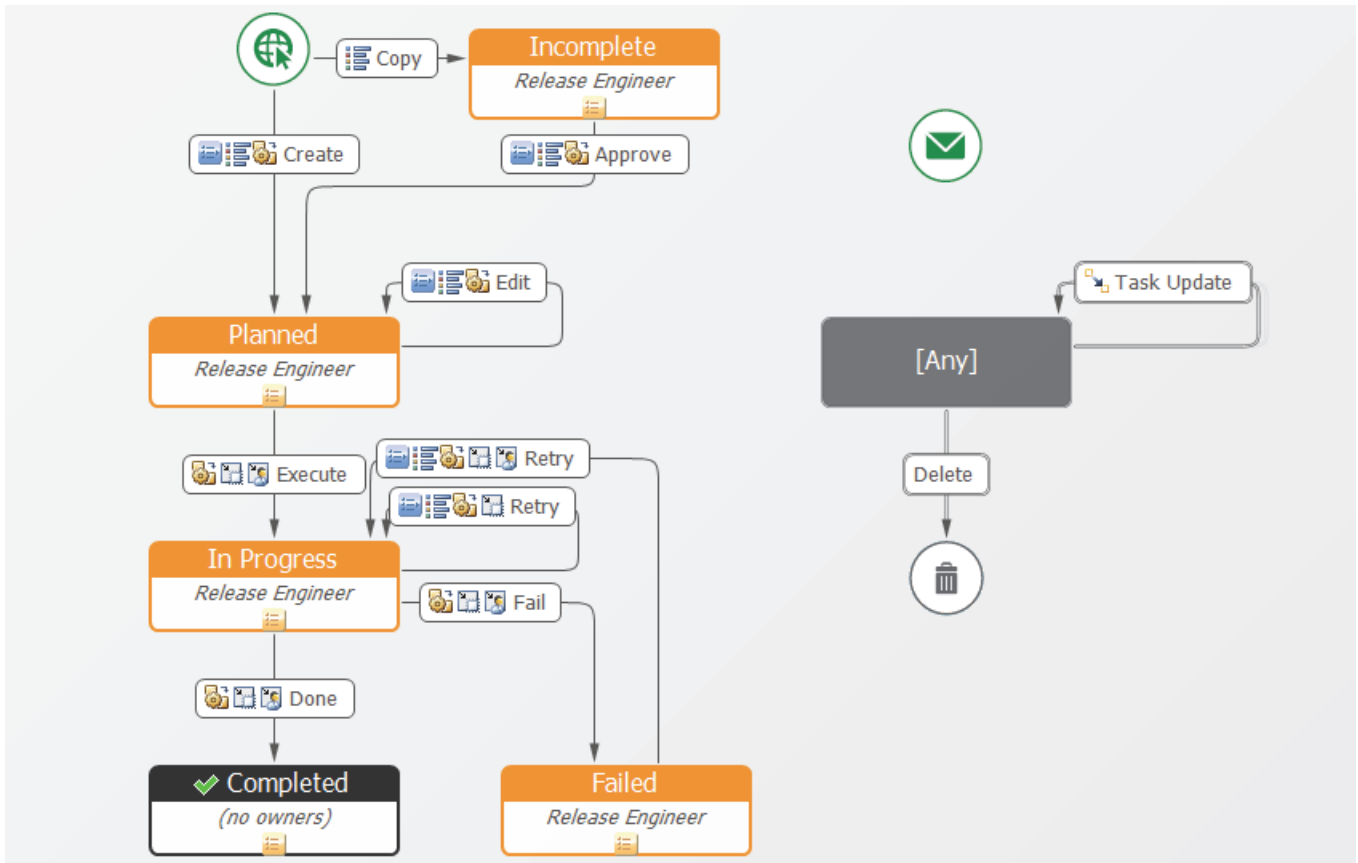 Incomplete
Copy
Release Engineer
Create
Approve
Edit
Task Update
Planned
Release Engineer
[Any]
Retry
Execute
Delete
Retry
In Progress
Release Engineer
Fail
Done
Completed
(no owners)
Failed
Release Engineer